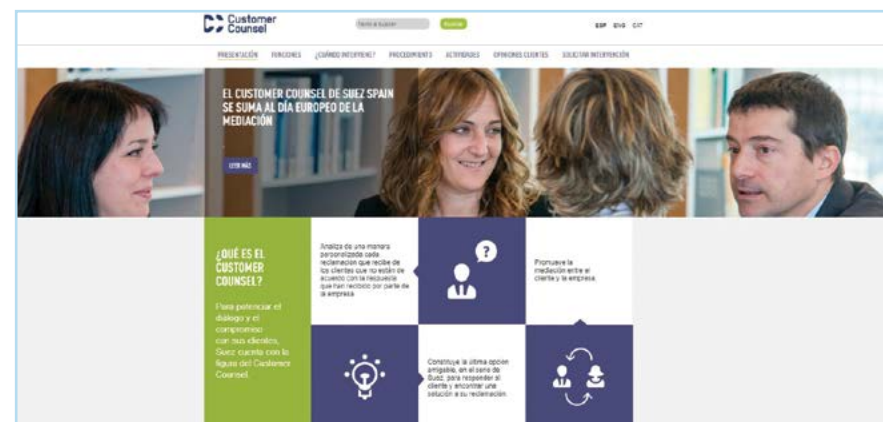 Customer
Counsel
Texto a buscar
Buscar
ESP ENG CAT
PRESENTACIÓN FUNCIONES ¿CUÁNDO INTERVIENE? PROCEDIMIENTO ACTIVIDADES OPINIONES CLIENTES SOLICITAR INTERVENCIÓN
EL CUSTOMER COUNSEL DE SUEZ SPAIN
SE SUMA AL DÍA EUROPEO DE LA
MEDIACIÓN
LEER MÁS
¿QUÉ ES EL
CUSTOMER
COUNSEL?
Para potenciar el
diálogo y el
compromiso
con sus clientes,
Suez cuenta con la
figura del Customer
Counsel.
Analiza de una manera
personalizada cada
reclamación que recibe de
los clientes que no están de
acuerdo con la respuesta
que han recibido por parte de
la empresa.
?
Promueve la
mediación entre el
cliente y la empresa.
Constituye la última opción
amigable, en el seno de
Suez, para responder al
cliente y encontrar una
solución a su reclamación.